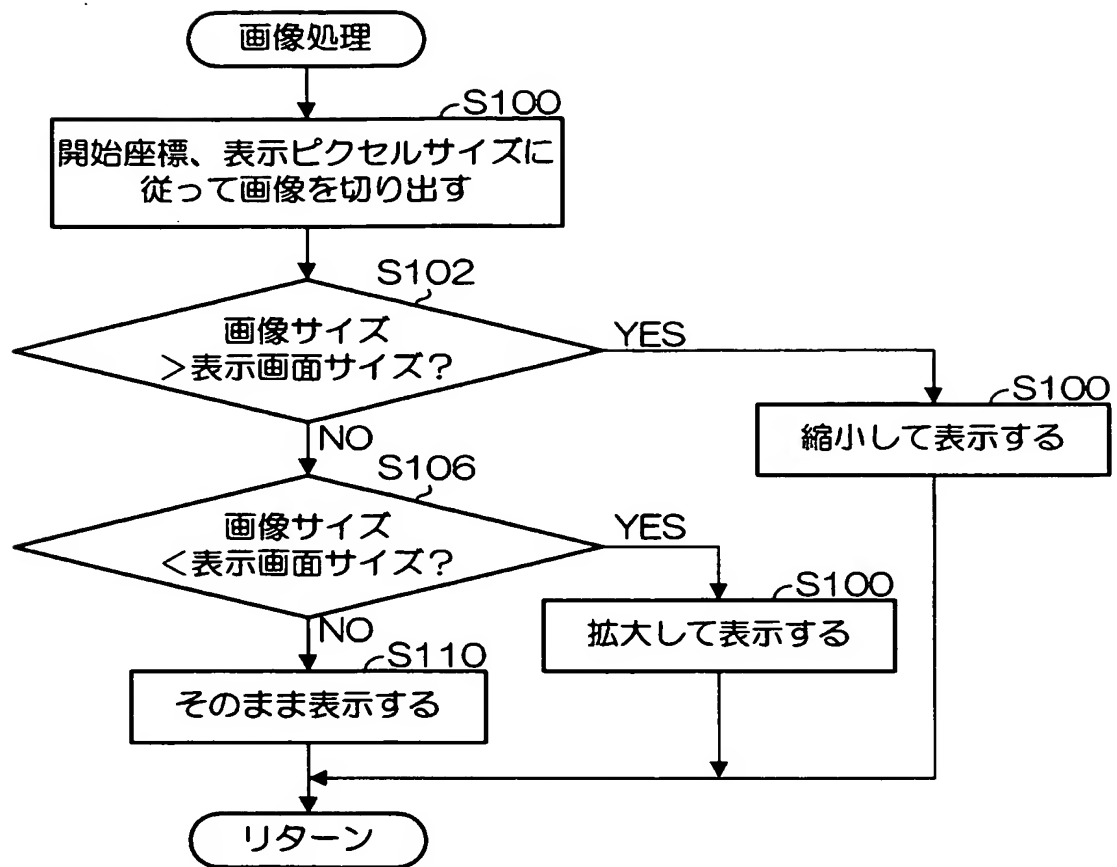 画像処理
S100
開始座標、表示ピクセルサイズに
従って画像を切り出す
S102
画像サイズ
>表示画面サイズ?
YES
S100
縮小して表示する
NO
S106
画像サイズ
<表示画面サイズ?
YES
S100
拡大して表示する
NO
S110
そのまま表示する
リターン